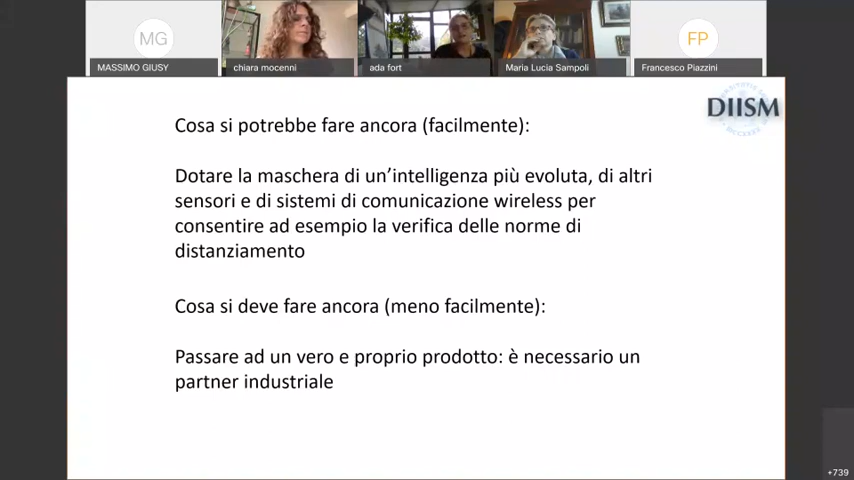 MG
FP
MASSIMO GIUSY
chiara mocenni
ada fort
Maria Lucia Sampoli
Francesco Piazzini
DIISM
Cosa si potrebbe fare ancora (facilmente):
Dotare la maschera di un’intelligenza più evoluta, di altri
sensori e di sistemi di comunicazione wireless per
consentire ad esempio la verifica delle norme di
distanziamento
Cosa si deve fare ancora (meno facilmente):
Passare ad un vero e proprio prodotto: è necessario un
partner industriale
+739